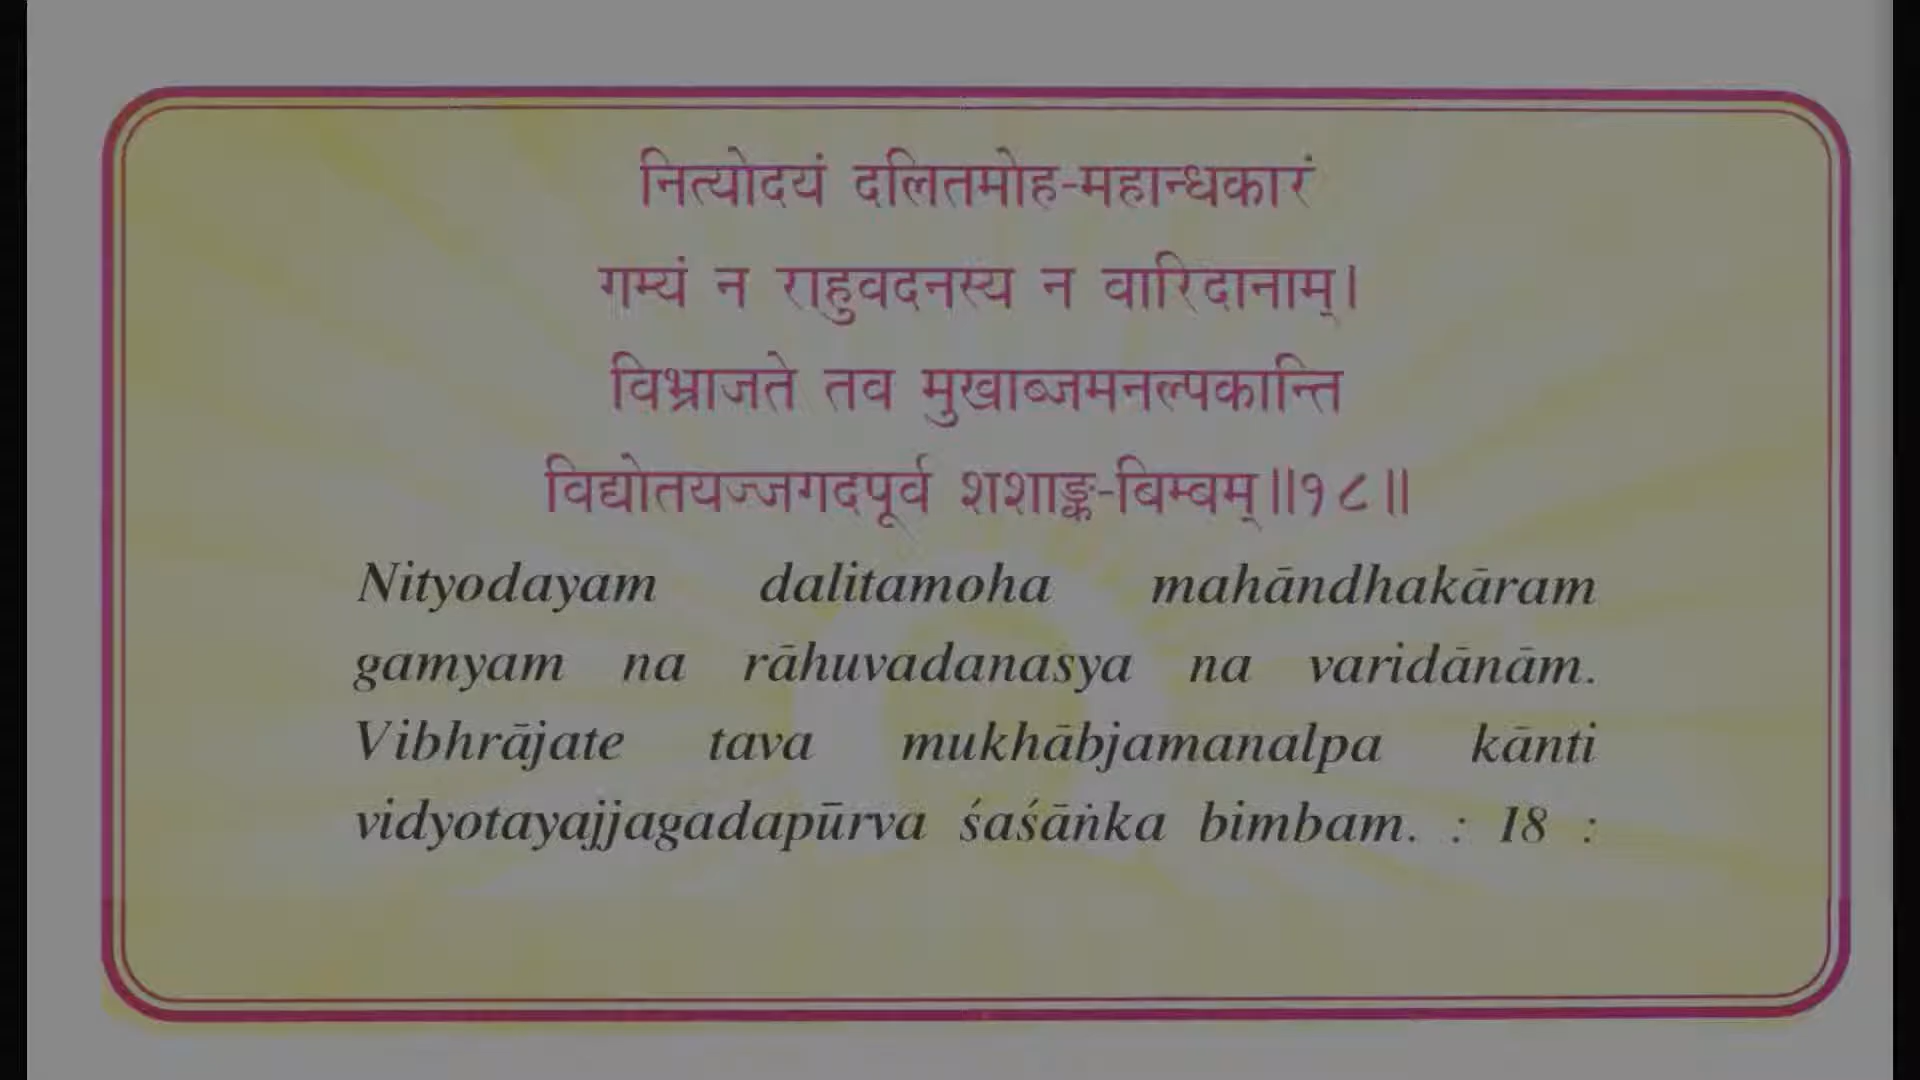 नित्योदयं दलितमोह-महान्धकारं
गम्यं न राहुवदनस्य न वारिदानाम्।
विभ्राजते तव मुखाब्जमनल्पकान्ति
विद्योतयज्जगदपूर्व शशाङ्क-बिम्बम्॥१८॥
Nityodayam dalitamoha mahāndhakāram
gamyam na rāhuvadanasya na varidānām.
Vibhrājate tava mukhābjamanalpa kānti
vidyotayajjagadapūrva śaśāṅka bimbam. : 18 :